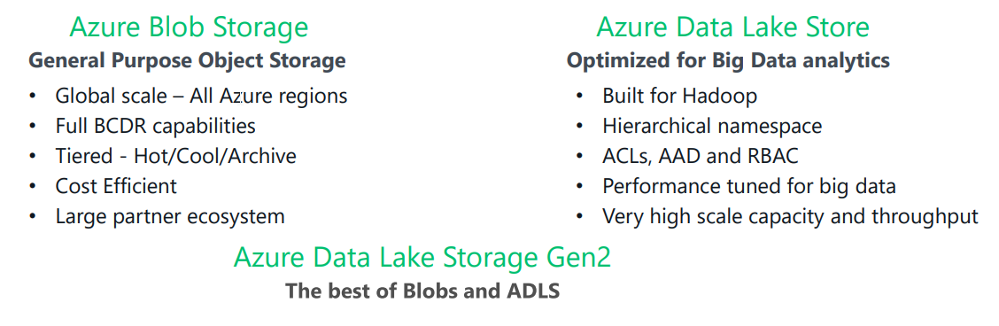 Azure Blob Storage
General Purpose Object Storage
• Global scale – All Azure regions
• Full BCDR capabilities
• Tiered - Hot/Cool/Archive
• Cost Efficient
• Large partner ecosystem
Azure Data Lake Store
Optimized for Big Data analytics
• Built for Hadoop
• Hierarchical namespace
• ACLs, AAD and RBAC
• Performance tuned for big data
• Very high scale capacity and throughput
Azure Data Lake Storage Gen2
The best of Blobs and ADLS